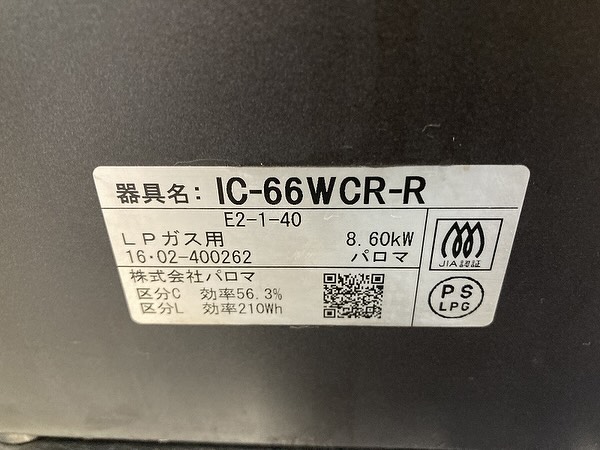 器具名: IC-66WCR-R
E2-1-40
LPガス用 8.60kW
16・02-400262 パロマ
株式会社パロマ
区分C 効率56.3%
区分L 効率210Wh
JIA認証
PS
LPG